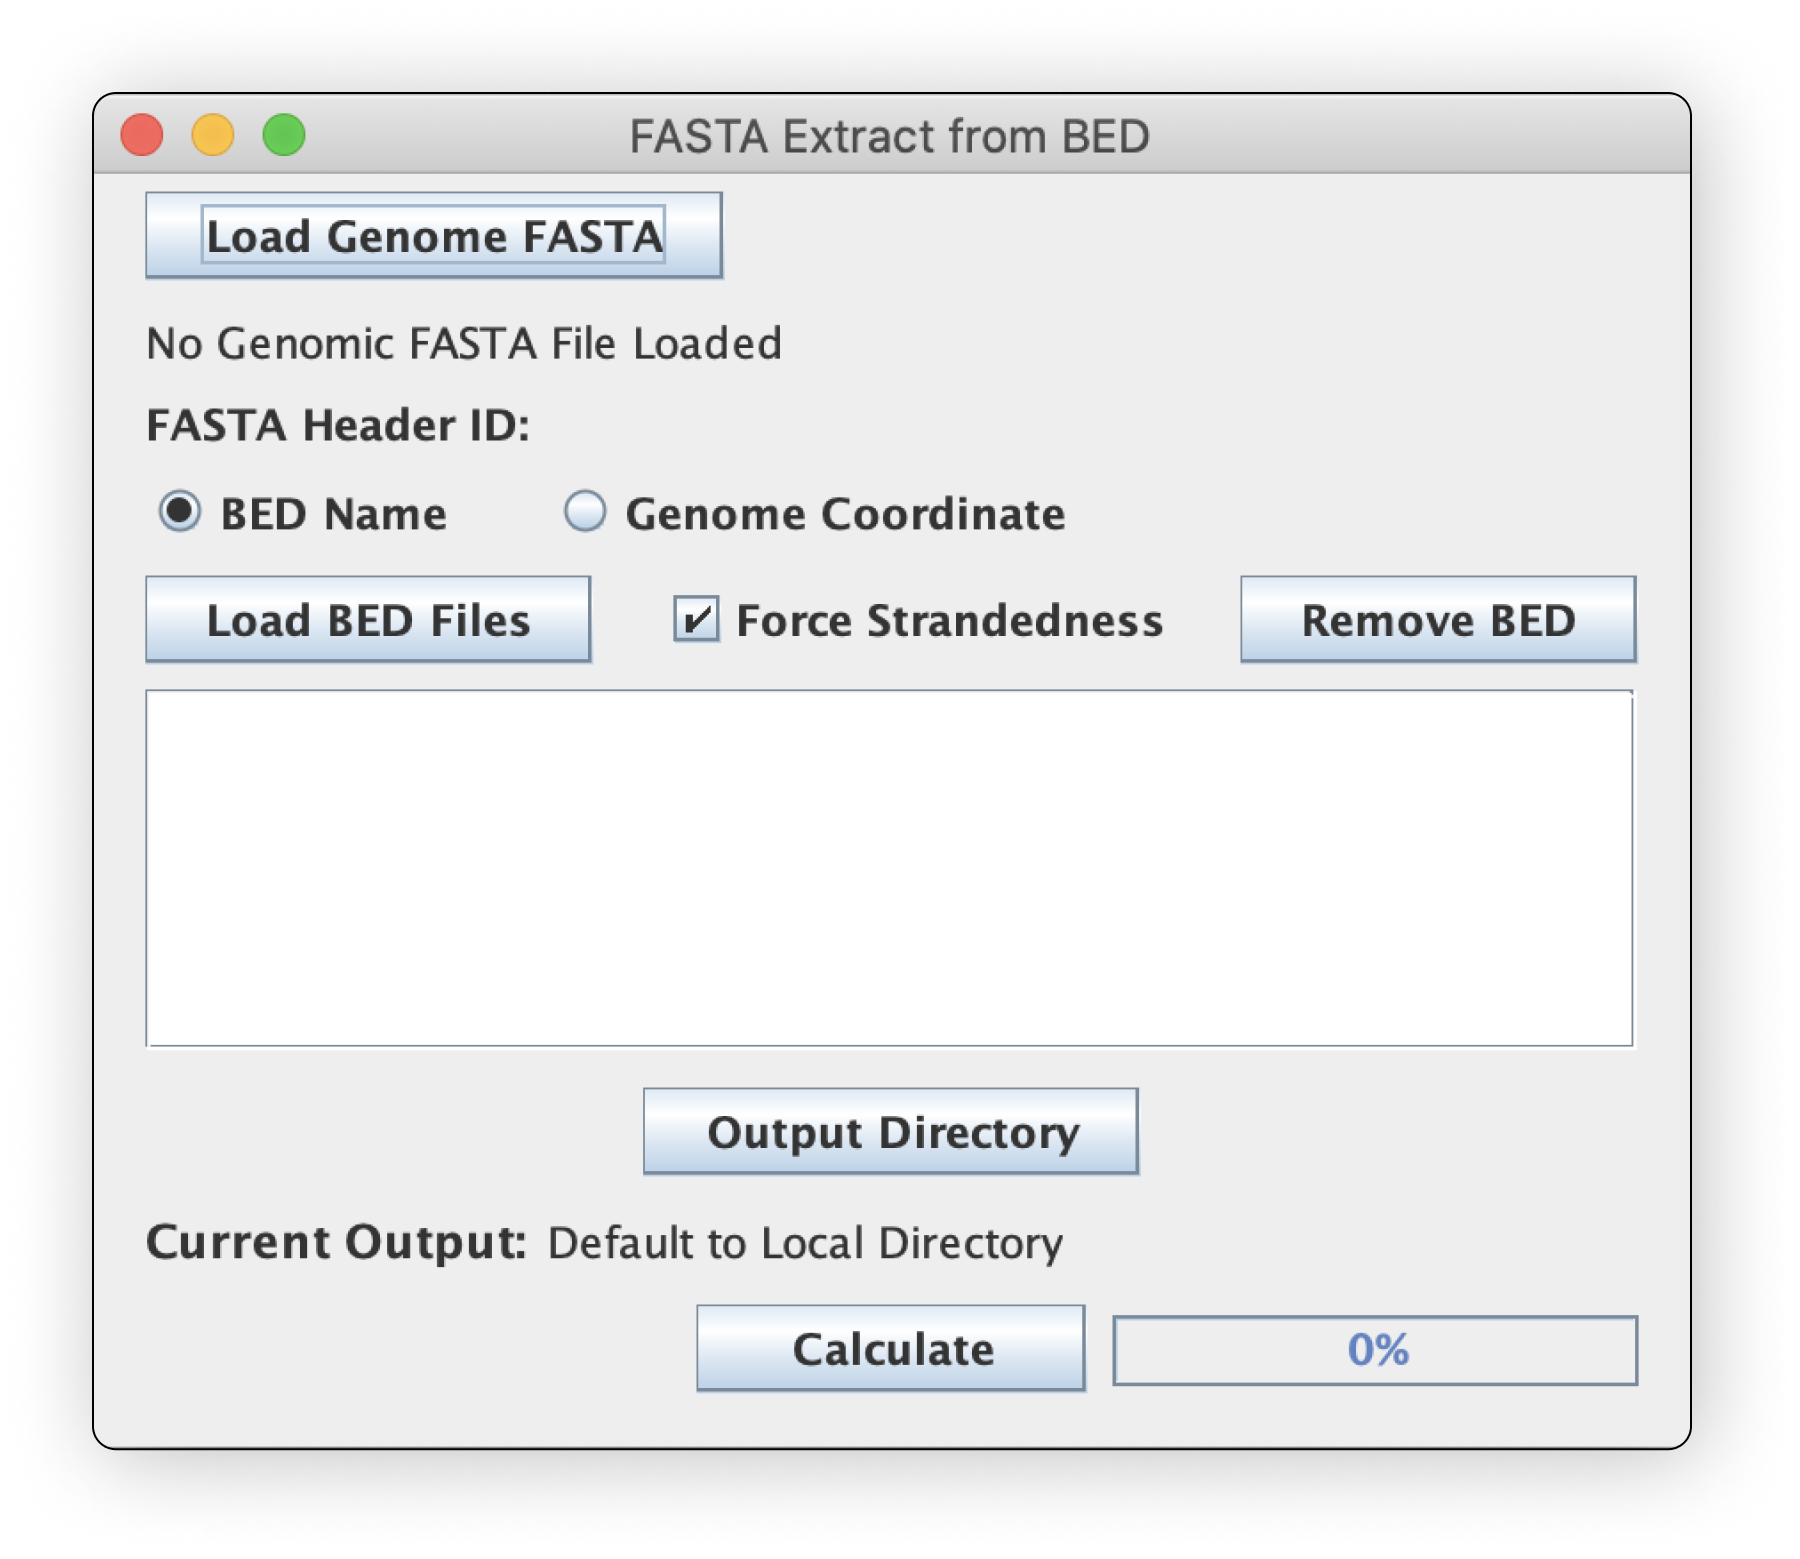 FASTA Extract from BED
Load Genome FASTA
No Genomic FASTA File Loaded
FASTA Header ID:
BED Name Genome Coordinate
Load BED Files Force Strandedness Remove BED
Output Directory
Current Output: Default to Local Directory
Calculate 0%